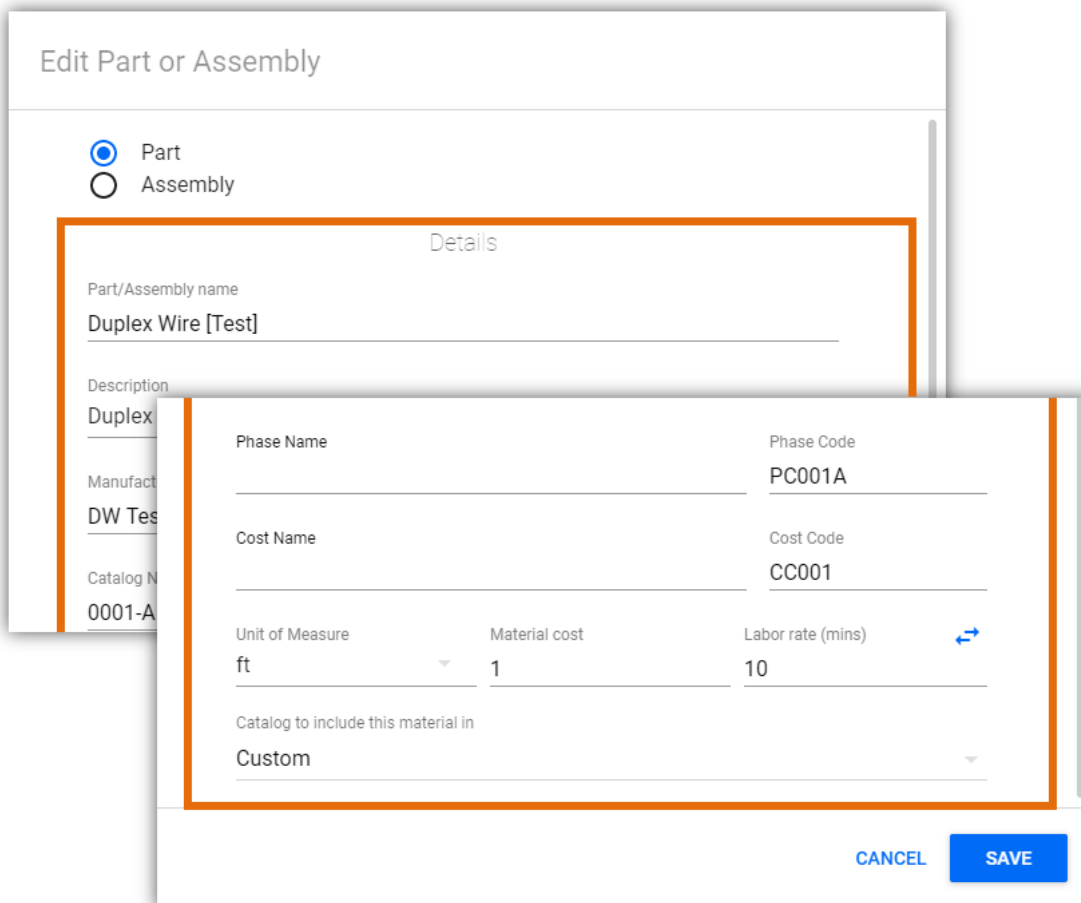 Edit Part or Assembly
Part
Assembly
Details
Part/Assembly name
Duplex Wire [Test]
Description
Duplex
Manufact
DW Tes
Catalog N
0001-A
Phase Name
Phase Code
PC001A
Cost Name
Cost Code
CC001
Unit of Measure
Material cost
Labor rate (mins)
ft
1
10
Catalog to include this material in
Custom
CANCEL
SAVE